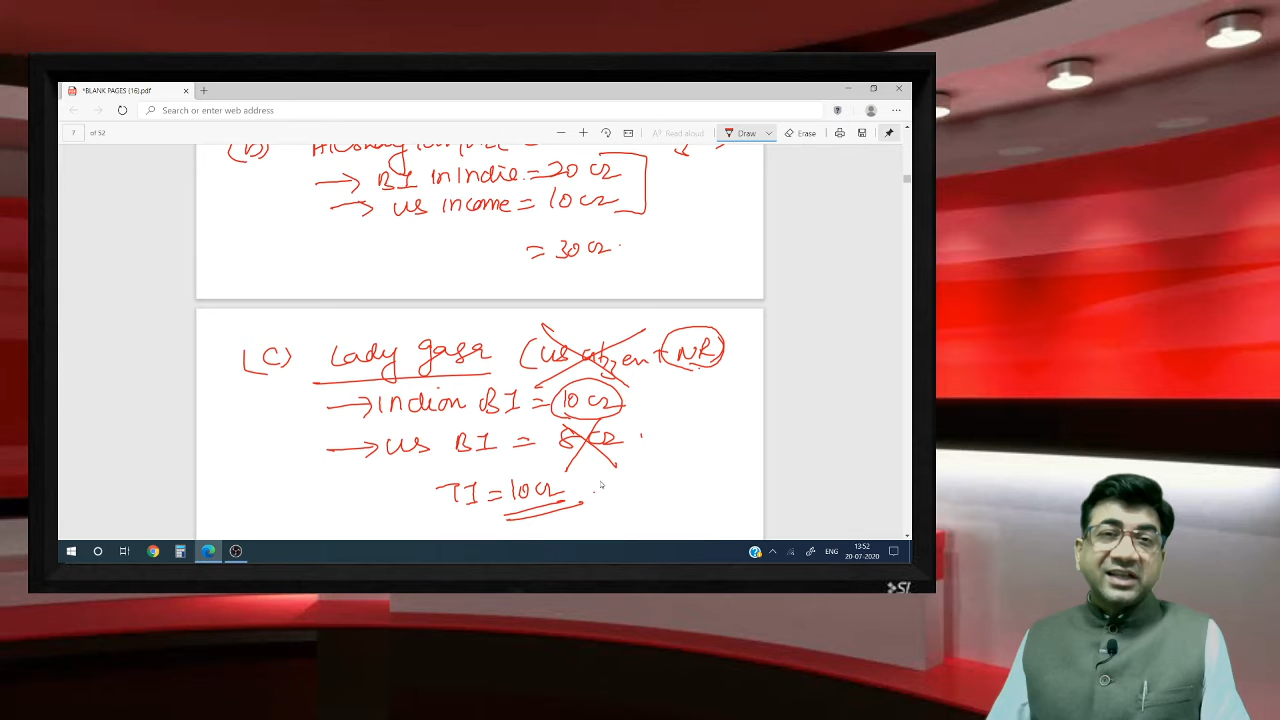 *BLANK PAGES (16).pdf
Search or enter web address
7 of 52
Read aloud
Draw
Erase
(B)
→ BI in India = 20 Cr
→ US income = 10 Cr
= 30 Cr
(C) Lady gaga (US citizen + NR)
→ Indian BI = 10 Cr
→ US BI = 8 Cr
TI = 10 Cr
ENG
13:52
20-07-2020